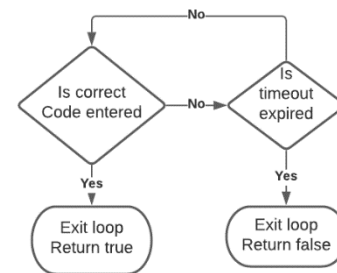 No
Is correct
Code entered
No
Is
timeout
expired
Yes
Yes
Exit loop
Return true
Exit loop
Return false